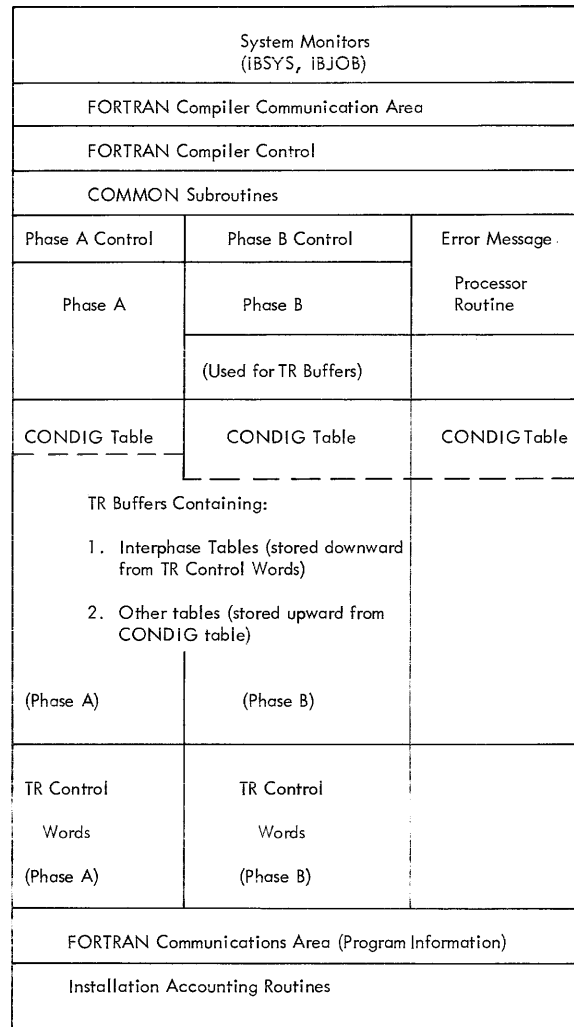 System Monitors
(IBSYS, IBJOB)
FORTRAN Compiler Communication Area
FORTRAN Compiler Control
COMMON Subroutines
Phase A Control
Phase B Control
Error Message
Phase A
Phase B
Processor
Routine
(Used for TR Buffers)
CONDIG Table
CONDIG Table
CONDIG Table
TR Buffers Containing:
1. Interphase Tables (stored downward
from TR Control Words)
2. Other tables (stored upward from
CONDIG table)
(Phase A)
(Phase B)
TR Control
Words
(Phase A)
TR Control
Words
(Phase B)
FORTRAN Communications Area (Program Information)
Installation Accounting Routines